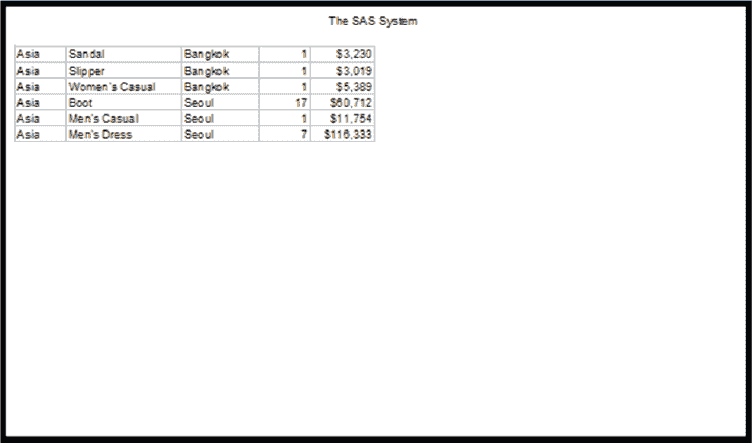 The SAS System
Asia Sandal Bangkok 1 $3,230
Asia Slipper Bangkok 1 $3,019
Asia Women's Casual Bangkok 1 $5,389
Asia Boot Seoul 17 $60,712
Asia Men's Casual Seoul 1 $11,754
Asia Men's Dress Seoul 7 $116,333